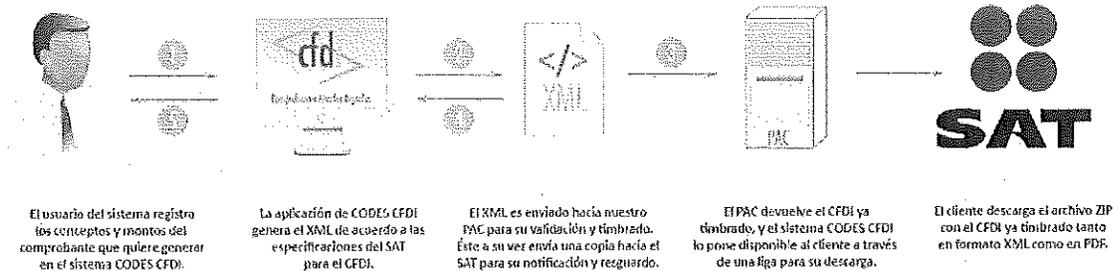 cfd
</>
XML
PAC
SAT
El usuario del sistema registra
los conceptos y montos del
comprobante que quiere generar
en el sistema CODES CFDI.
La aplicación de CODES CFDI
genera el XML de acuerdo a las
especificaciones del SAT
para el CFDI.
El XML es enviado hacia nuestro
PAC para su validación y timbrado.
Éste a su ver envía una copia hacia el
SAT para su notificación y resguardo.
El PAC devuelve el CFDI ya
timbrado, y el sistema CODES CFDI
lo pone disponible al cliente a través
de una liga para su descarga.
El cliente descarga el archivo ZIP
con el CFDI ya timbrado tanto
en formato XML como en PDF.